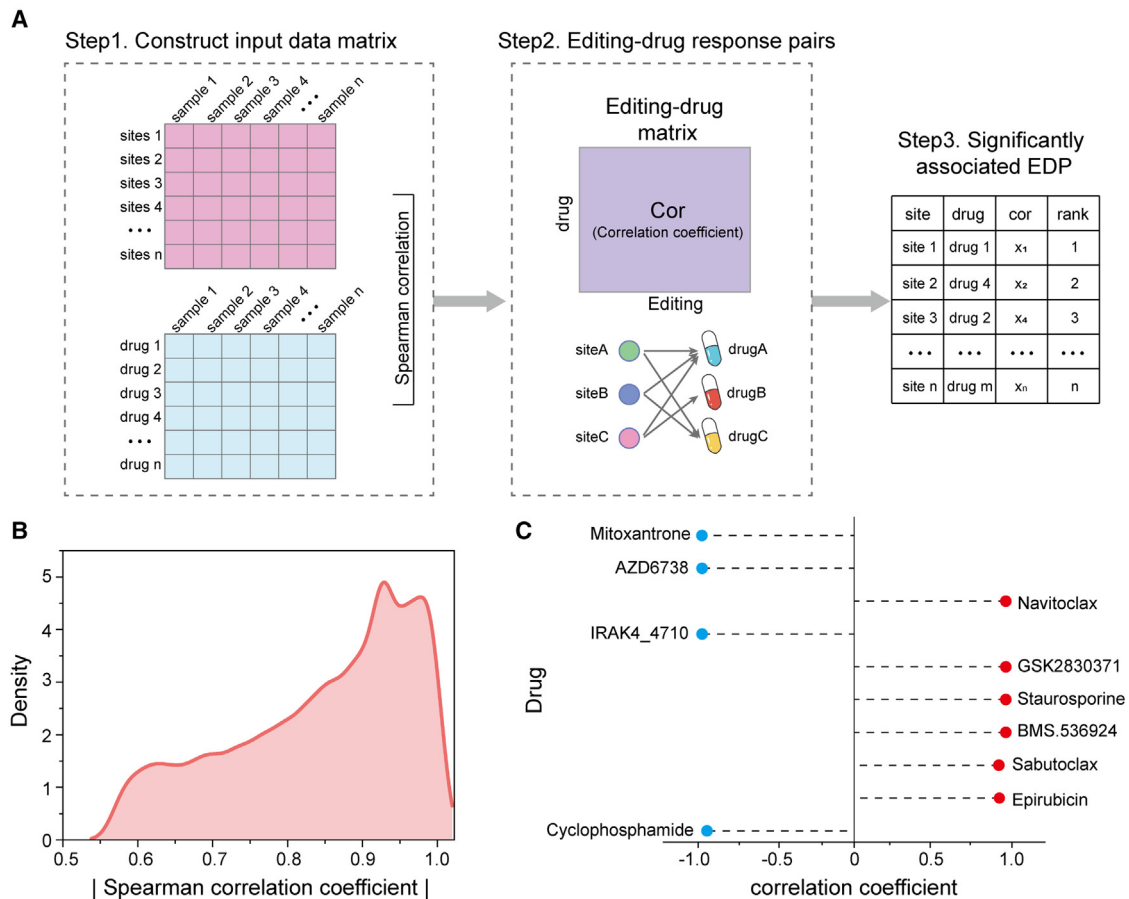 A
Step1. Construct input data matrix
sample 1
sample 2
sample 3
sample 4
•••
sample n
sites 1
sites 2
sites 3
sites 4
•••
sites n
sample 1
sample 2
sample 3
sample 4
•••
sample n
drug 1
drug 2
drug 3
drug 4
•••
drug n
Spearman correlation
Step2. Editing-drug response pairs
Editing-drug
matrix
drug
Cor
(Correlation coefficient)
Editing
siteA
drugA
siteB
drugB
siteC
drugC
Step3. Significantly
associated EDP
site drug cor rank
site 1 drug 1 x₁ 1
site 2 drug 4 x₂ 2
site 3 drug 2 x₄ 3
••• ••• ••• •••
site n drug m xₙ n
B
Density
5
4
3
2
1
0
0.5 0.6 0.7 0.8 0.9 1.0
| Spearman correlation coefficient |
C
Drug
Mitoxantrone
AZD6738
Navitoclax
IRAK4_4710
GSK2830371
Staurosporine
BMS.536924
Sabutoclax
Epirubicin
Cyclophosphamide
-1.0 -0.5 0 0.5 1.0
correlation coefficient